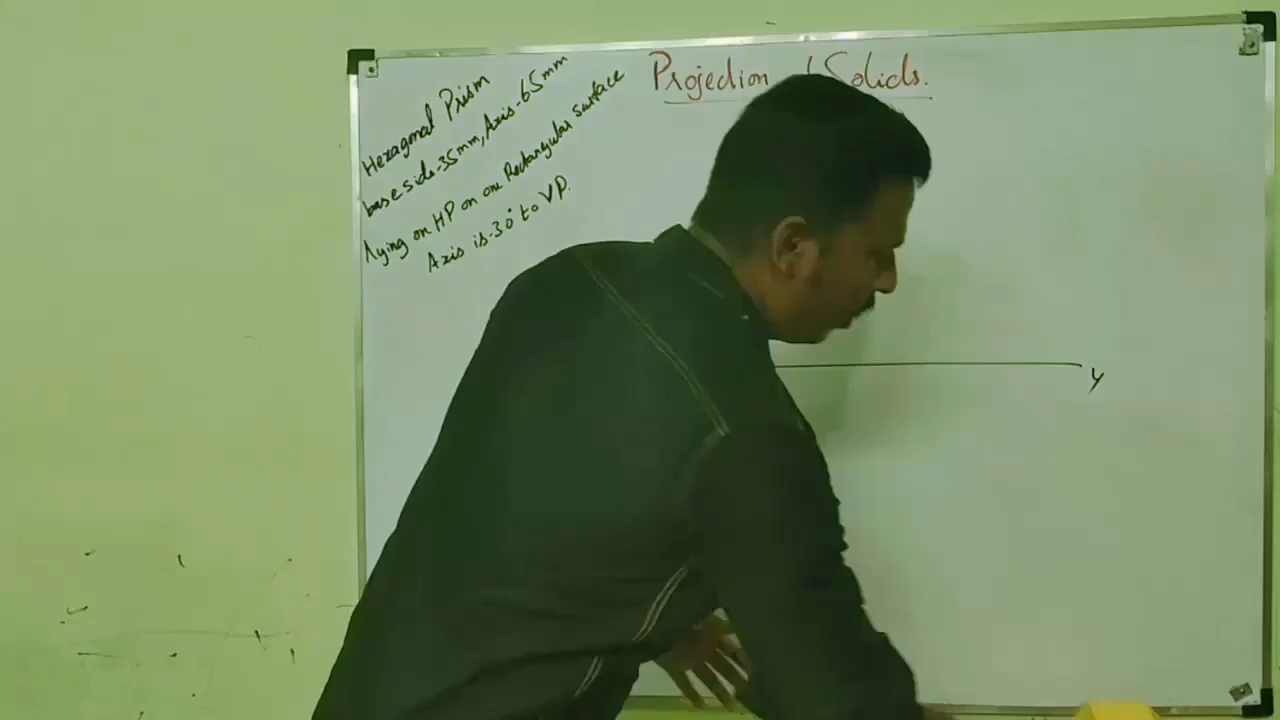 Projection of Solids.
Hexagonal Prism
base side-35mm, Axis-65mm
lying on HP on one Rectangular surface
Axis is 30° to VP.
y